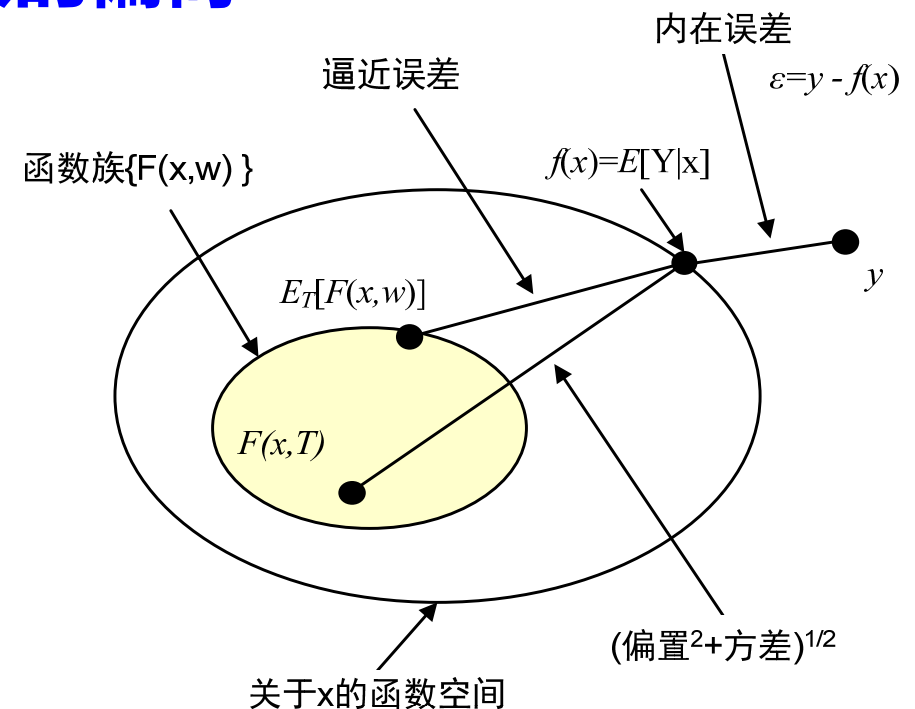 内在误差
逼近误差
ε=y - f(x)
函数族{F(x,w) }
f(x)=E[Y|x]
y
E_T[F(x,w)]
F(x,T)
(偏置²+方差)^{1/2}
关于x的函数空间